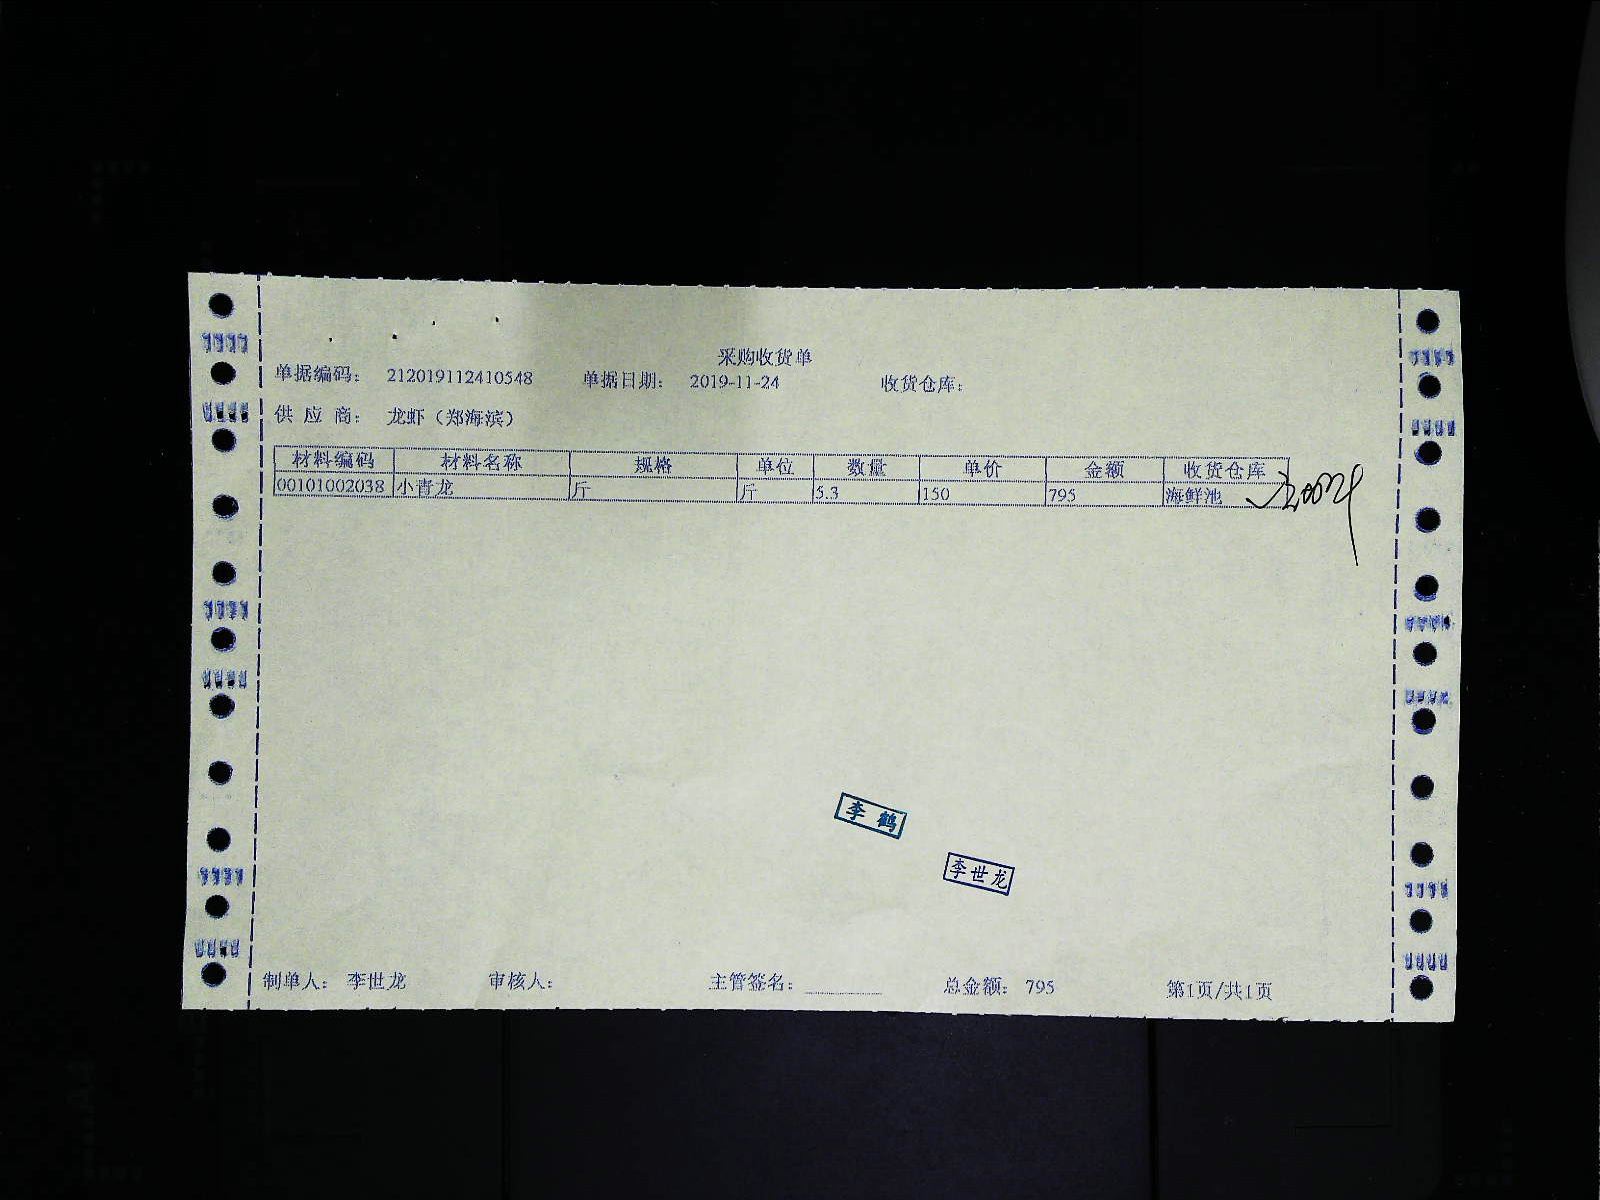 采购收货单
单据编码： 212019112410548 单据日期： 2019-11-24 收货仓库：
供 应 商： 龙虾（郑海滨）
材料编码 材料名称 规格 单位 数量 单价 金额 收货仓库
00101002038 小青龙 斤 斤 5.3 150 795 海鲜池
李鹤
李世龙
制单人： 李世龙 审核人： 主管签名： 总金额： 795 第1页/共1页